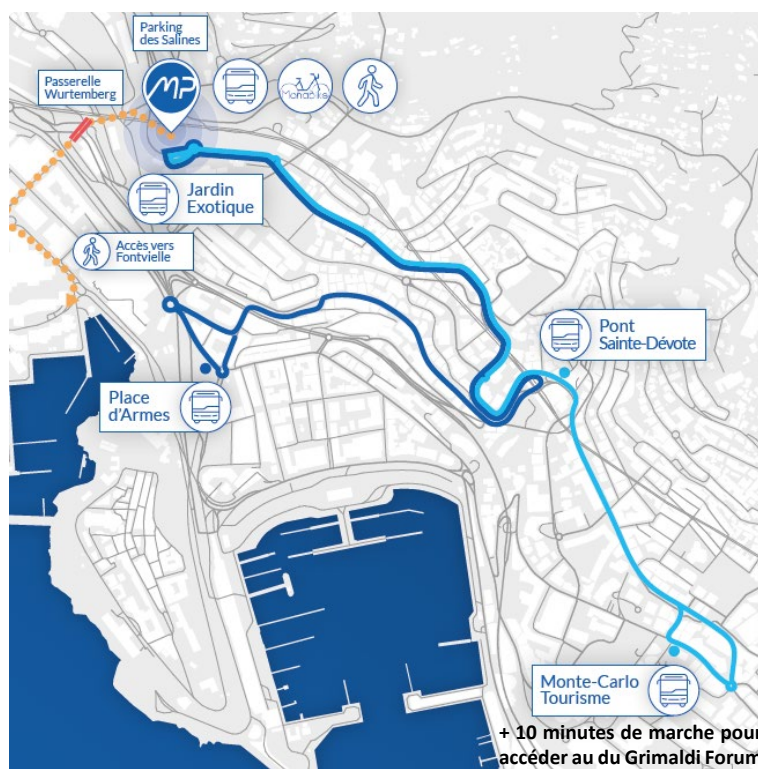 Parking
des Salines
Passerelle
Wurtemberg
MP
Monabike
Jardin
Exotique
Accès vers
Fontvielle
Pont
Sainte-Dévote
Place
d'Armes
Monte-Carlo
Tourisme
+ 10 minutes de marche pour
accéder au du Grimaldi Forum